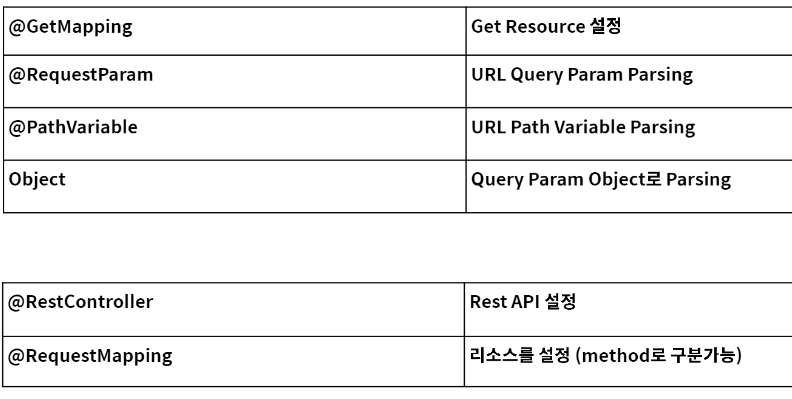 @GetMapping Get Resource 설정
@RequestParam URL Query Param Parsing
@PathVariable URL Path Variable Parsing
Object Query Param Object로 Parsing
@RestController Rest API 설정
@RequestMapping 리소스를 설정 (method로 구분가능)